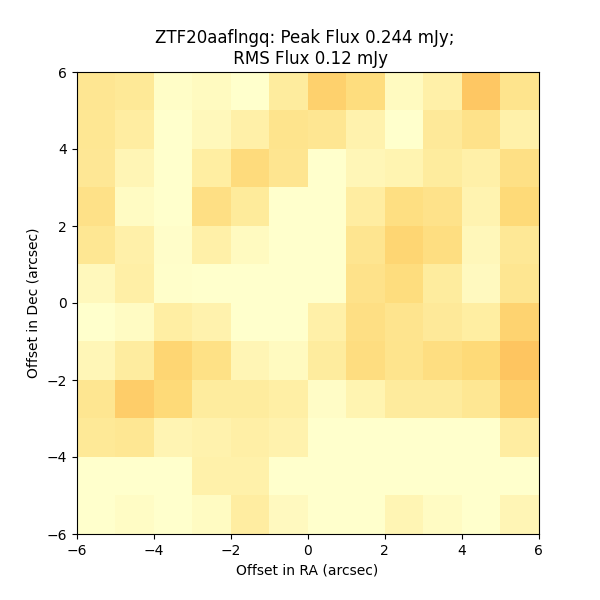 ZTF20aaflngq: Peak Flux 0.244 mJy;
RMS Flux 0.12 mJy
6
4
2
0
−2
−4
−6
Offset in Dec (arcsec)
−6 −4 −2 0 2 4 6
Offset in RA (arcsec)